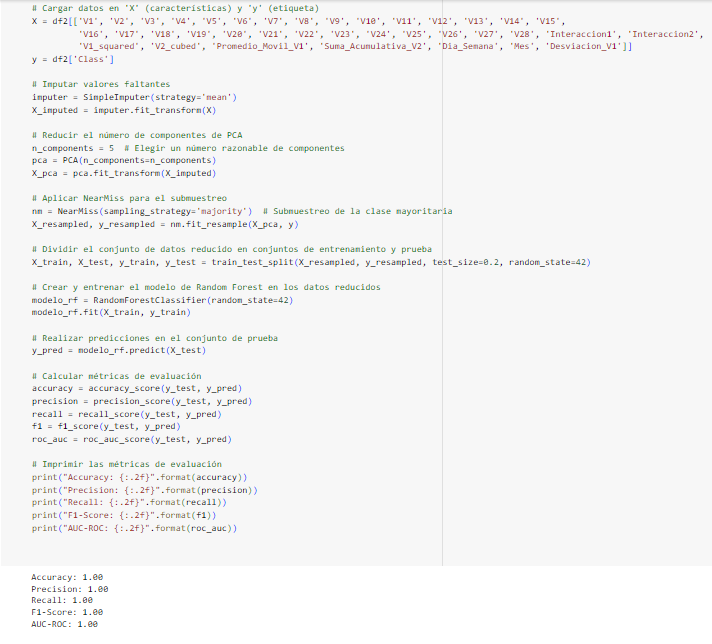 # Cargar datos en 'X' (características) y 'y' (etiqueta)
X = df2[['V1', 'V2', 'V3', 'V4', 'V5', 'V6', 'V7', 'V8', 'V9', 'V10', 'V11', 'V12', 'V13', 'V14', 'V15',
'V16', 'V17', 'V18', 'V19', 'V20', 'V21', 'V22', 'V23', 'V24', 'V25', 'V26', 'V27', 'V28', 'Interaccion1', 'Interaccion2',
'V1_squared', 'V2_cubed', 'Promedio_Movil_V1', 'Suma_Acumulativa_V2', 'Dia_Semana', 'Mes', 'Desviacion_V1']]
y = df2['Class']
# Imputar valores faltantes
imputer = SimpleImputer(strategy='mean')
X_imputed = imputer.fit_transform(X)
# Reducir el número de componentes de PCA
n_components = 5  # Elegir un número razonable de componentes
pca = PCA(n_components=n_components)
X_pca = pca.fit_transform(X_imputed)
# Aplicar NearMiss para el submuestreo
nm = NearMiss(sampling_strategy='majority')  # Submuestreo de la clase mayoritaria
X_resampled, y_resampled = nm.fit_resample(X_pca, y)
# Dividir el conjunto de datos reducido en conjuntos de entrenamiento y prueba
X_train, X_test, y_train, y_test = train_test_split(X_resampled, y_resampled, test_size=0.2, random_state=42)
# Crear y entrenar el modelo de Random Forest en los datos reducidos
modelo_rf = RandomForestClassifier(random_state=42)
modelo_rf.fit(X_train, y_train)
# Realizar predicciones en el conjunto de prueba
y_pred = modelo_rf.predict(X_test)
# Calcular métricas de evaluación
accuracy = accuracy_score(y_test, y_pred)
precision = precision_score(y_test, y_pred)
recall = recall_score(y_test, y_pred)
f1 = f1_score(y_test, y_pred)
roc_auc = roc_auc_score(y_test, y_pred)
# Imprimir las métricas de evaluación
print("Accuracy: {:.2f}".format(accuracy))
print("Precision: {:.2f}".format(precision))
print("Recall: {:.2f}".format(recall))
print("F1-Score: {:.2f}".format(f1))
print("AUC-ROC: {:.2f}".format(roc_auc))
Accuracy: 1.00
Precision: 1.00
Recall: 1.00
F1-Score: 1.00
AUC-ROC: 1.00